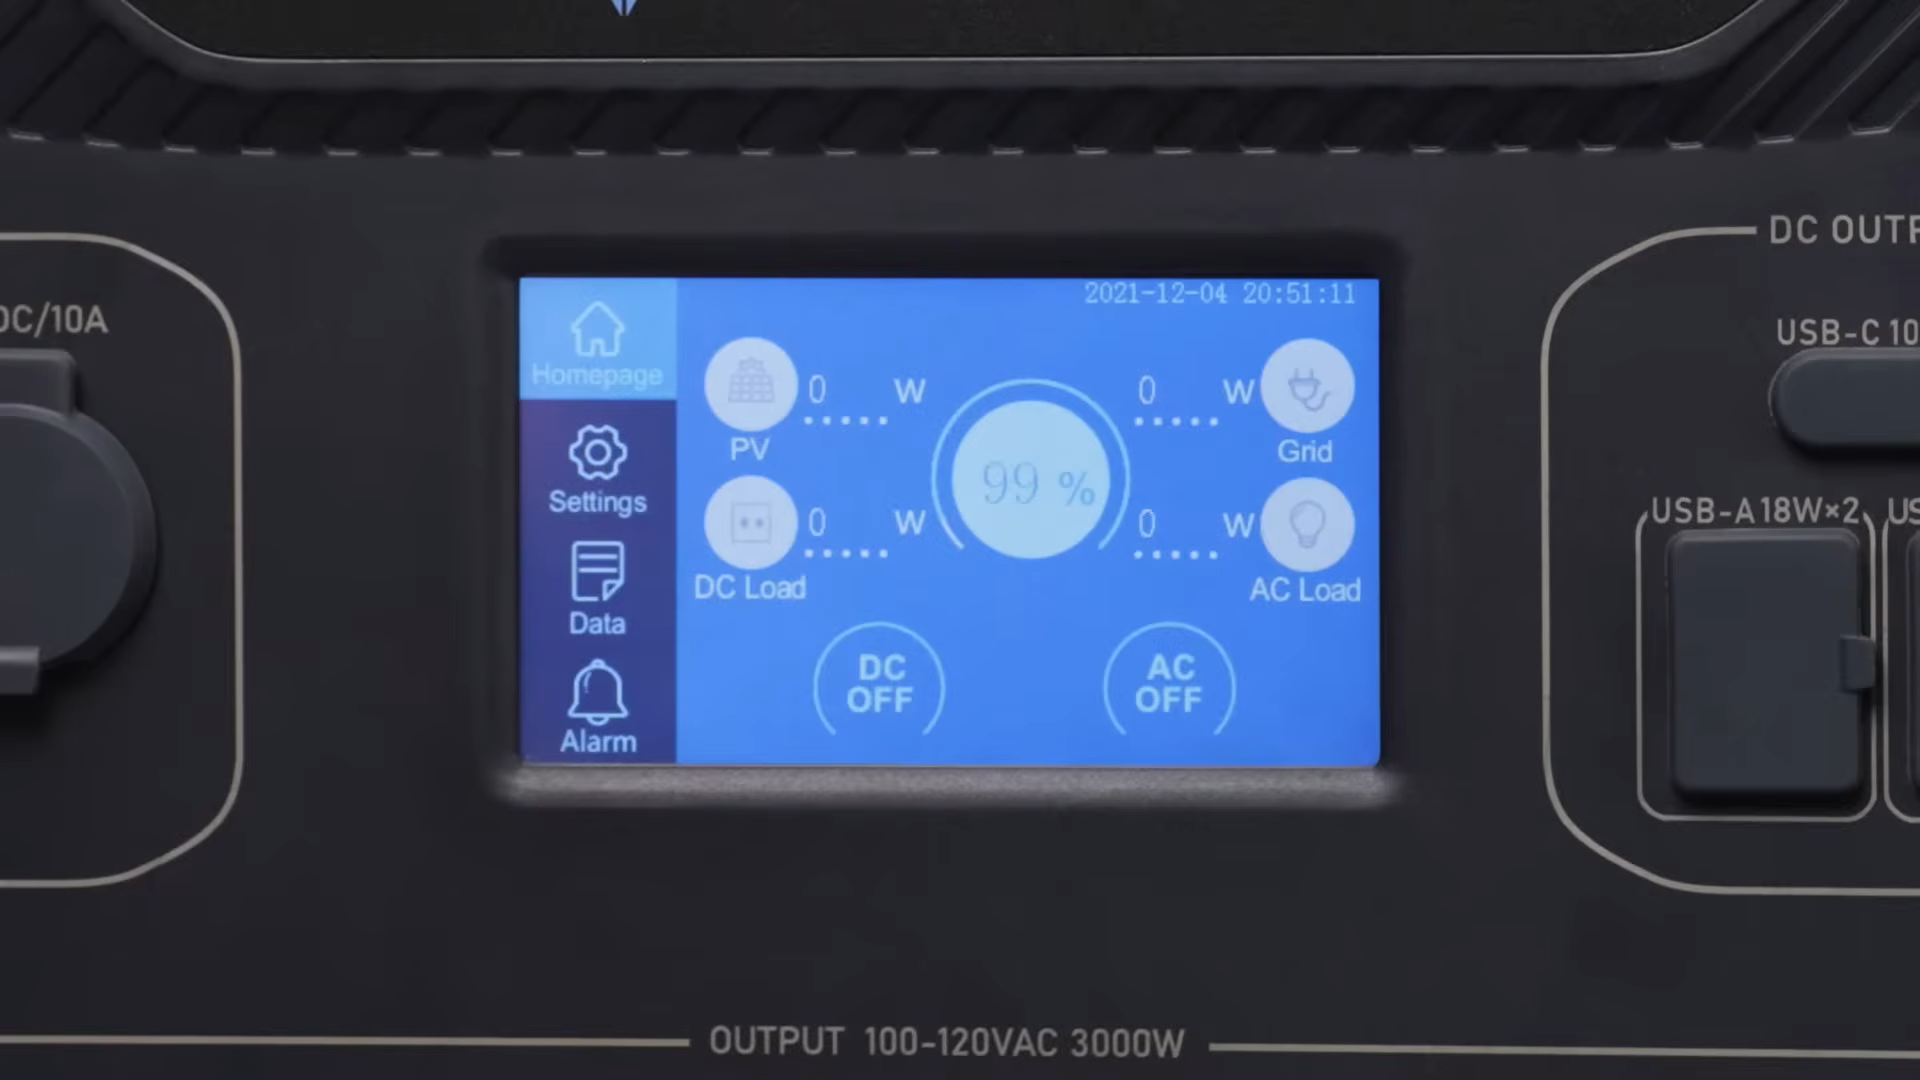 DC/10A
2021-12-04 20:51:11
Homepage
Settings
Data
Alarm
0 W
PV
0 W
DC Load
99 %
0 W
Grid
0 W
AC Load
DC
OFF
AC
OFF
DC OUTP
USB-C 10
USB-A 18W×2
US
OUTPUT 100-120VAC 3000W